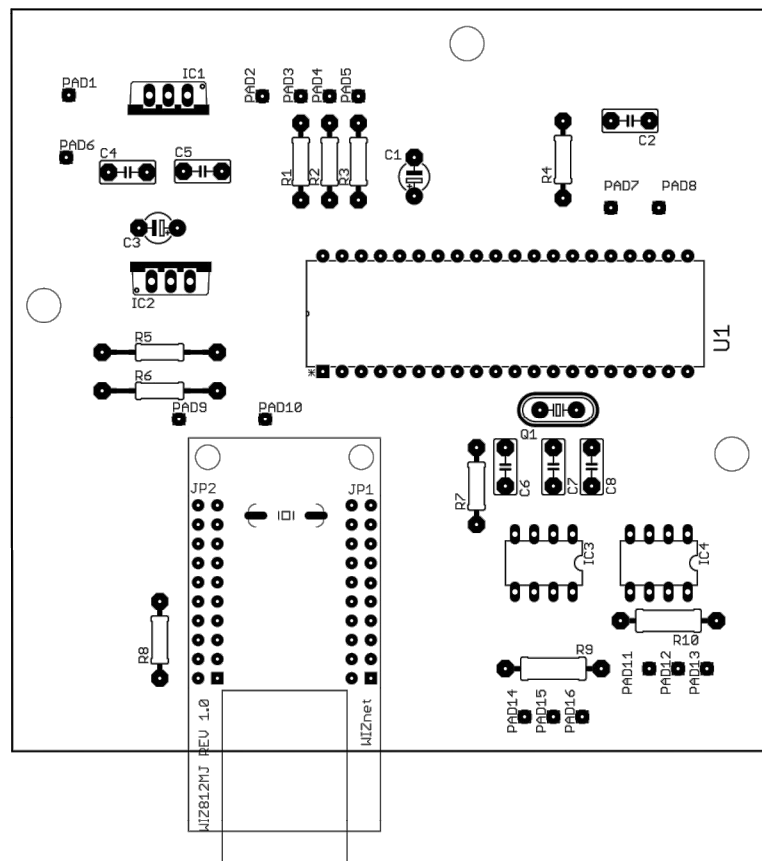 IC1
PAD1
PAD2
PAD3
PAD4
PAD5
C2
PAD6
C4
C5
R1
R2
R3
C1
R4
PAD7
PAD8
C3
IC2
U1
*
R5
R6
PAD9
PAD10
Q1
JP2
JP1
R7
C6
C7
C8
IC3
IC4
R8
R10
R9
PAD11
PAD12
PAD13
PAD14
PAD15
PAD16
WIZ812MJ REV 1.0
WIZnet